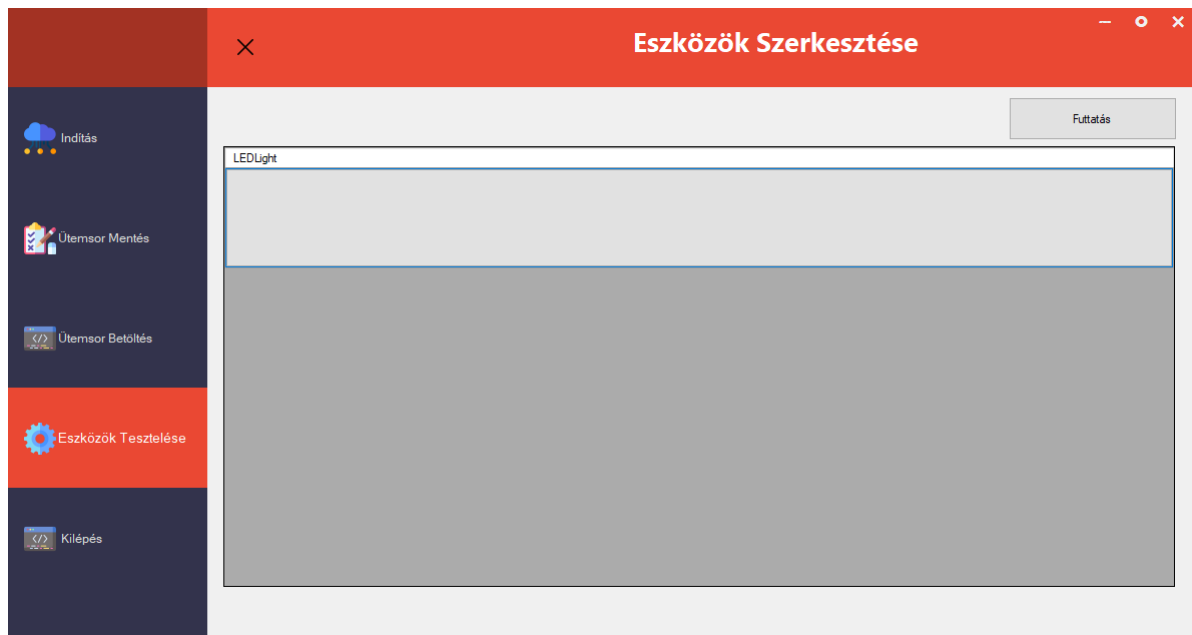 Eszközök Szerkesztése
Indítás
Ütemsor Mentés
Ütemsor Betöltés
Eszközök Tesztelése
Kilépés
Futtatás
LEDLight